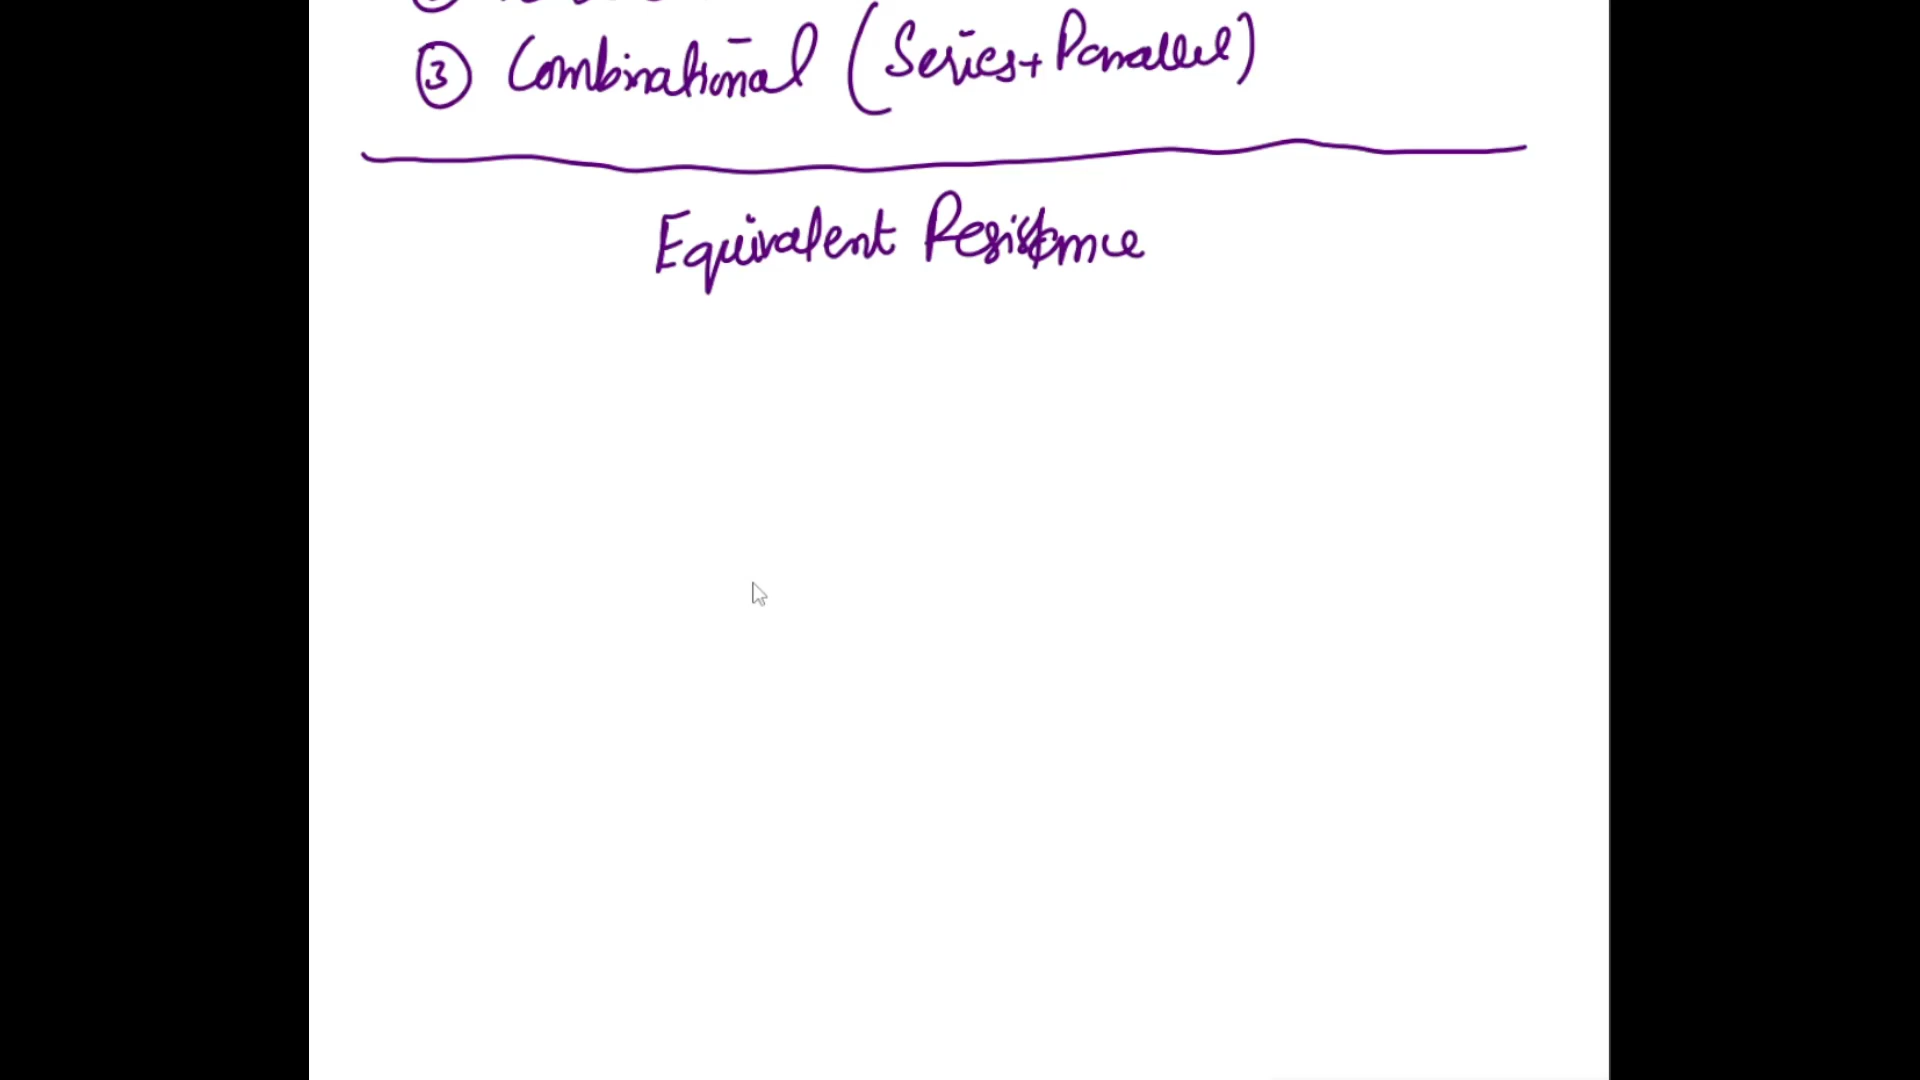 ③ Combinational (Series + Parallel)
Equivalent Resistance